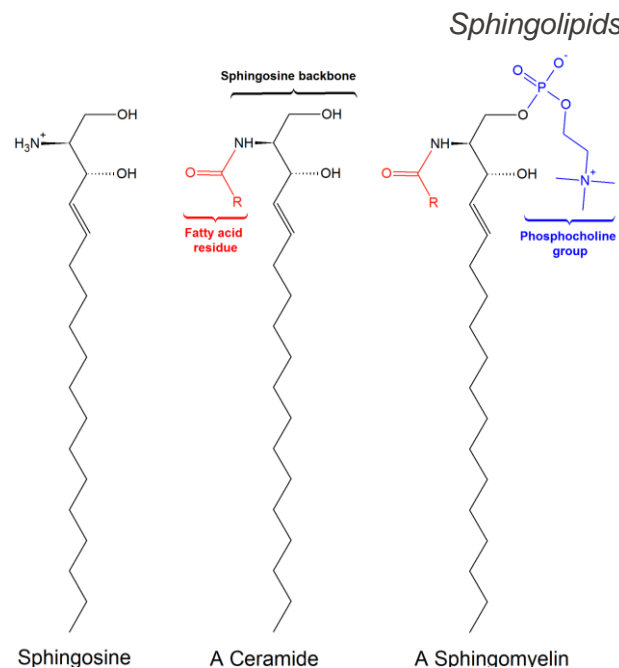 Sphingolipids
Sphingosine backbone
OH
H3N+
OH
OH
NH
O
OH
R
Fatty acid
residue
O-
O
P
O
O
NH
O
OH
R
N+
Phosphocholine
group
Sphingosine
A Ceramide
A Sphingomyelin